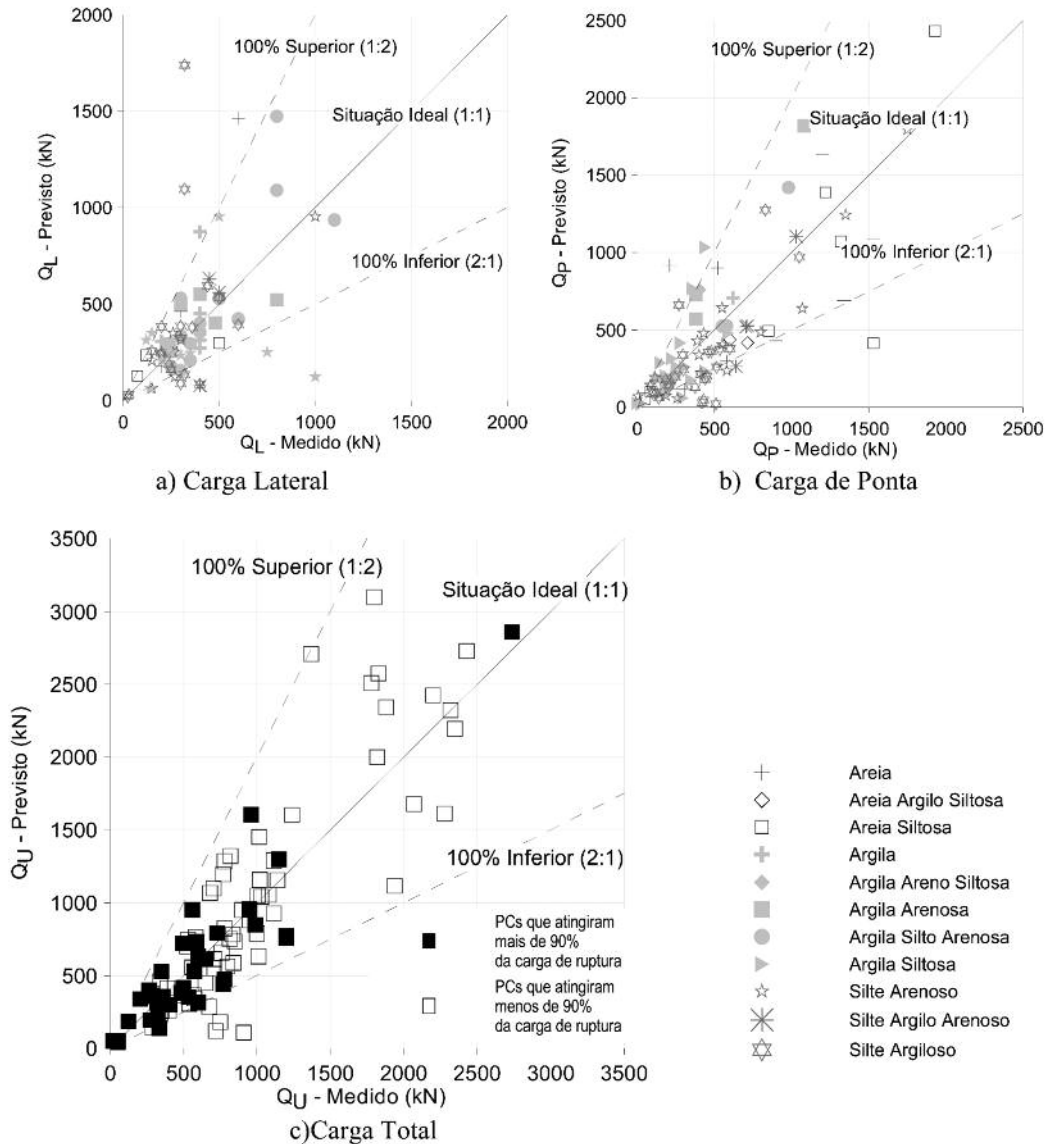 2000
1500
1000
500
0
QL - Previsto (kN)
100% Superior (1:2)
Situação Ideal (1:1)
100% Inferior (2:1)
0 500 1000 1500 2000
QL - Medido (kN)
a) Carga Lateral
2500
2000
1500
1000
500
0
QP - Previsto (kN)
100% Superior (1:2)
Situação Ideal (1:1)
100% Inferior (2:1)
0 500 1000 1500 2000 2500
QP - Medido (kN)
b) Carga de Ponta
3500
3000
2500
2000
1500
1000
500
0
QU - Previsto (kN)
100% Superior (1:2)
Situação Ideal (1:1)
100% Inferior (2:1)
PCs que atingiram
mais de 90%
da carga de ruptura
PCs que atingiram
menos de 90%
da carga de ruptura
0 500 1000 1500 2000 2500 3000 3500
QU - Medido (kN)
c)Carga Total
Areia
Areia Argilo Siltosa
Areia Siltosa
Argila
Argila Areno Siltosa
Argila Arenosa
Argila Silto Arenosa
Argila Siltosa
Silte Arenoso
Silte Argilo Arenoso
Silte Argiloso